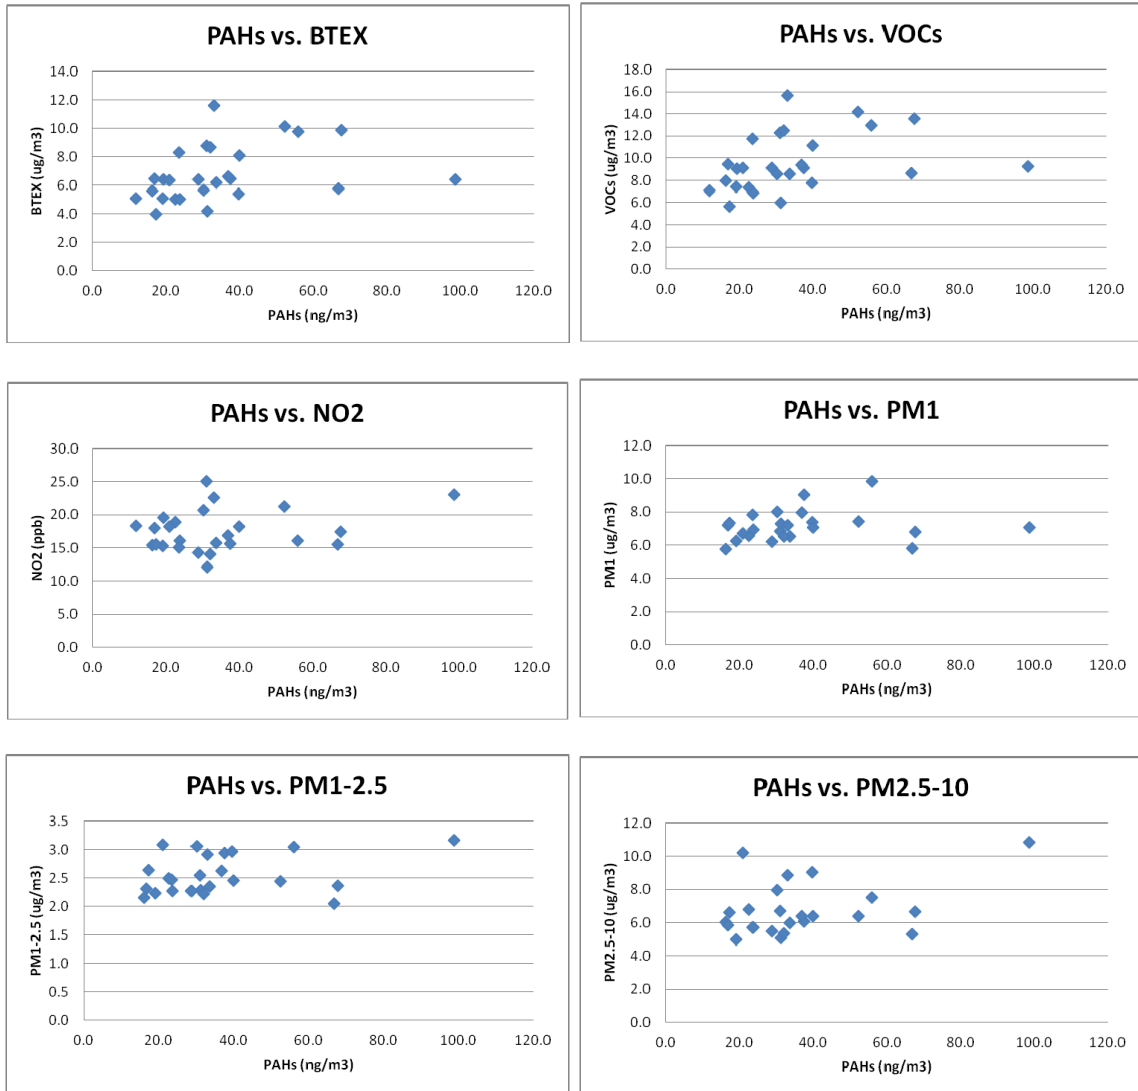 PAHs vs. BTEX
BTEX (ug/m3)
14.0
12.0
10.0
8.0
6.0
4.0
2.0
0.0
0.0 20.0 40.0 60.0 80.0 100.0 120.0
PAHs (ng/m3)
PAHs vs. VOCs
VOCs (ug/m3)
18.0
16.0
14.0
12.0
10.0
8.0
6.0
4.0
2.0
0.0
0.0 20.0 40.0 60.0 80.0 100.0 120.0
PAHs (ng/m3)
PAHs vs. NO2
NO2 (ppb)
30.0
25.0
20.0
15.0
10.0
5.0
0.0
0.0 20.0 40.0 60.0 80.0 100.0 120.0
PAHs (ng/m3)
PAHs vs. PM1
PM1 (ug/m3)
12.0
10.0
8.0
6.0
4.0
2.0
0.0
0.0 20.0 40.0 60.0 80.0 100.0 120.0
PAHs (ng/m3)
PAHs vs. PM1-2.5
PM1-2.5 (ug/m3)
3.5
3.0
2.5
2.0
1.5
1.0
0.5
0.0
0.0 20.0 40.0 60.0 80.0 100.0 120.0
PAHs (ng/m3)
PAHs vs. PM2.5-10
PM2.5-10 (ug/m3)
12.0
10.0
8.0
6.0
4.0
2.0
0.0
0.0 20.0 40.0 60.0 80.0 100.0 120.0
PAHs (ng/m3)